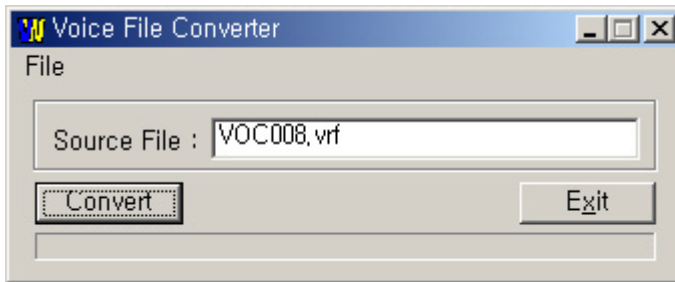 Voice File Converter
File
Source File : VOC008.vrf
Convert Exit